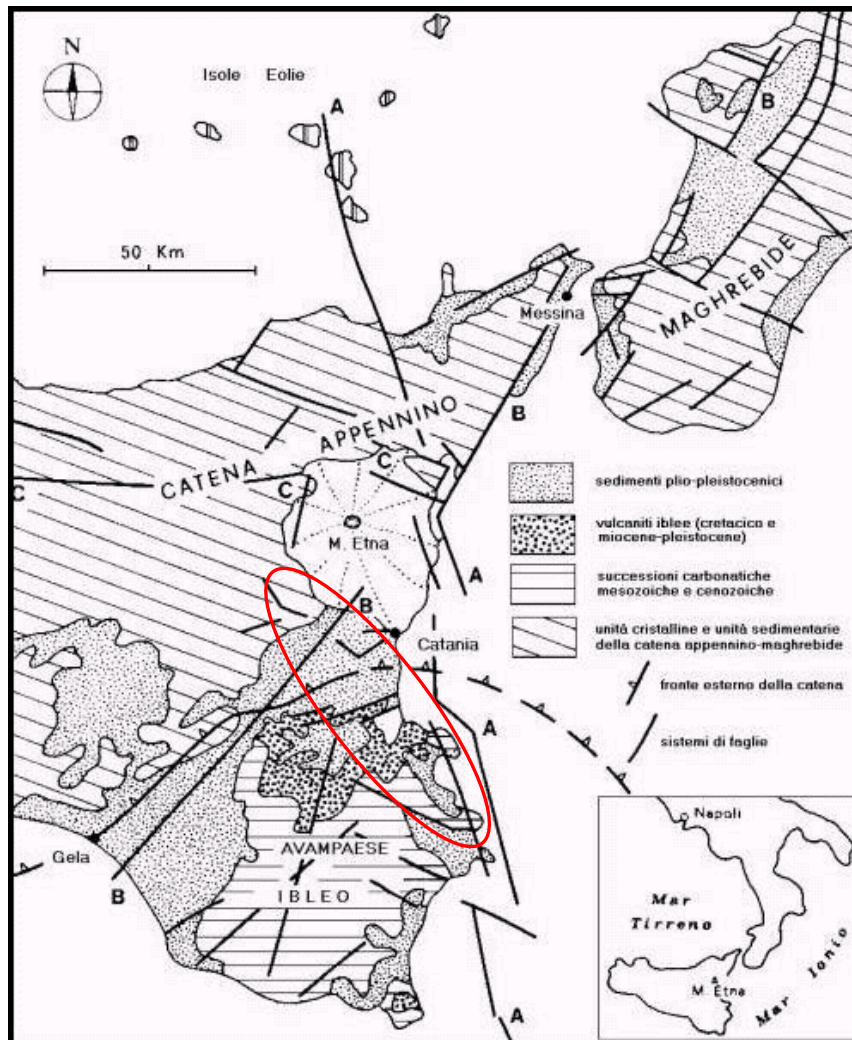 N
Isole Eolie
A
B
50 Km
MAGHREBIDE
Messina
B
CATENA APPENNINO
C
C
C
M. Etna
A
B
Catania
A
Gela
B
AVAMPAESE
IBLEO
A
sedimenti plio-pleistocenici
vulcaniti iblee (cretacico e
miocene-pleistocene)
successioni carbonatiche
mesozoiche e cenozoiche
unità cristalline e unità sedimentarie
della catena appennino-maghrebide
fronte esterno della catena
sistemi di faglie
Napoli
Mar
Tirreno
M. Etna
Mar Ionio